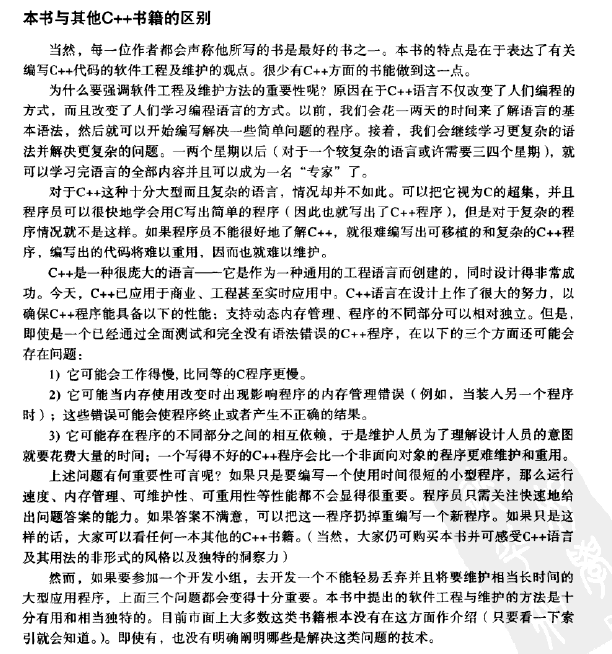 本书与其他C++书籍的区别
当然，每一位作者都会声称他所写的书是最好的书之一。本书的特点是在于表达了有关
编写C++代码的软件工程及维护的观点。很少有C++方面的书能做到这一点。
为什么要强调软件工程及维护方法的重要性呢？原因在于C++语言不仅改变了人们编程的
方式，而且改变了人们学习编程语言的方式。以前，我们会花一两天的时间来了解语言的基
本语法，然后就可以开始编写解决一些简单问题的程序。接着，我们会继续学习更复杂的语
法并解决更复杂的问题。一两个星期以后（对于一个较复杂的语言或许需要三四个星期），就
可以学习完语言的全部内容并且可以成为一名“专家”了。
对于C++这种十分大型而且复杂的语言，情况却并不如此。可以把它视为C的超集，并且
程序员可以很快地学会用C写出简单的程序（因此也就写出了C++程序），但是对于复杂的程
序情况就不是这样。如果程序员不能很好地了解C++，就很难编写出可移植的和复杂的C++程
序，编写出的代码将难以重用，因而也就难以维护。
C++是一种很庞大的语言——它是作为一种通用的工程语言而创建的，同时设计得非常成
功。今天，C++已应用于商业、工程甚至实时应用中。C++语言在设计上作了很大的努力，以
确保C++程序能具备以下的性能：支持动态内存管理、程序的不同部分可以相对独立。但是，
即使是一个已经通过全面测试和完全没有语法错误的C++程序，在以下的三个方面还可能会
存在问题：
1) 它可能会工作得慢，比同等的C程序更慢。
2) 它可能当内存使用改变时出现影响程序的内存管理错误（例如，当装人另一个程序
时）；这些错误可能会使程序终止或者产生不正确的结果。
3) 它可能存在程序的不同部分之间的相互依赖，于是维护人员为了理解设计人员的意图
就要花费大量的时间；一个写得不好的C++程序会比一个非面向对象的程序更难维护和重用。
上述问题有何重要性可言呢？如果只是要编写一个使用时间很短的小型程序，那么运行
速度、内存管理、可维护性、可重用性等性能都不会显得很重要。程序员只需关注快速地给
出问题答案的能力。如果答案不满意，可以把这一程序扔掉重编写一个新程序。如果只是这
样的话，大家可以看任何一本其他的C++书籍。（当然，大家仍可购买本书并可感受C++语言
及其用法的非形式的风格以及独特的洞察力）
然而，如果要参加一个开发小组，去开发一个不能轻易丢弃并且将要维护相当长时间的
大型应用程序，上面三个问题都会变得十分重要。本书中提出的软件工程与维护的方法是十
分有用和相当独特的。目前市面上大多数这类书籍根本没有在这方面作介绍（只要看一下索
引就会知道。）。即使有，也没有明确阐明哪些是解决这类问题的技术。